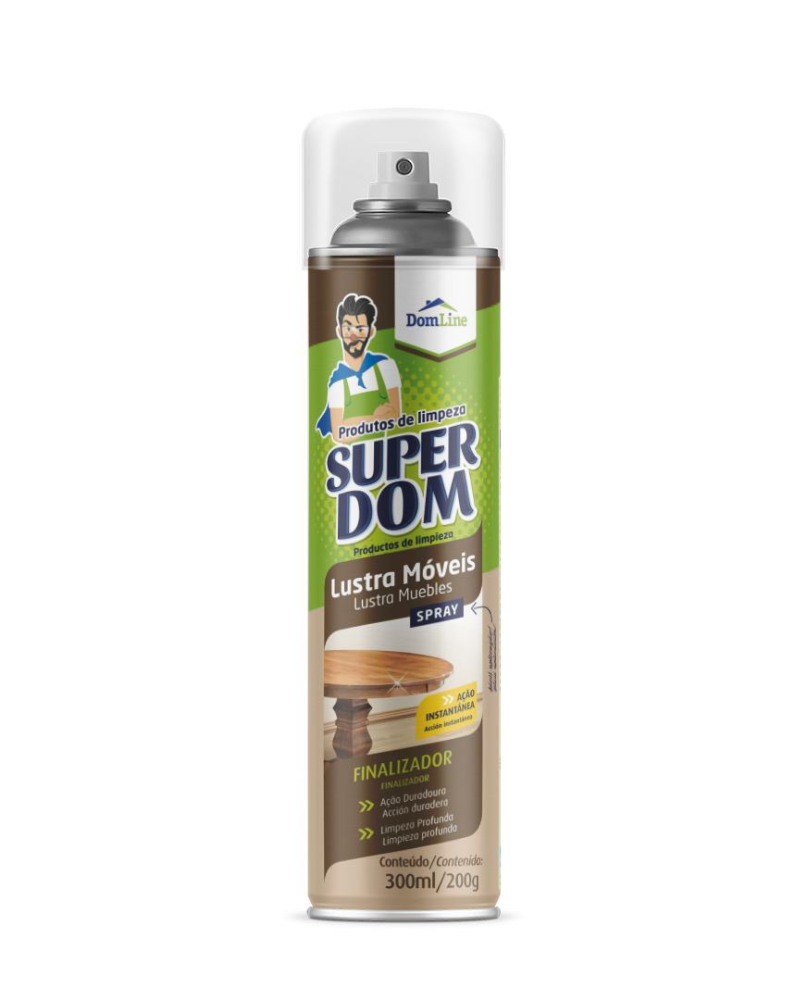 DomLine
Produtos de limpeza
SUPER
DOM
Productos de limpieza
Lustra Móveis
Lustra Muebles
SPRAY
AÇÃO
INSTANTÂNEA
Acción instantánea
FINALIZADOR
FINALIZADOR
Ação Duradoura
Acción duradera
Limpeza Profunda
Limpieza profunda
Conteúdo/Contenido:
300ml/200g